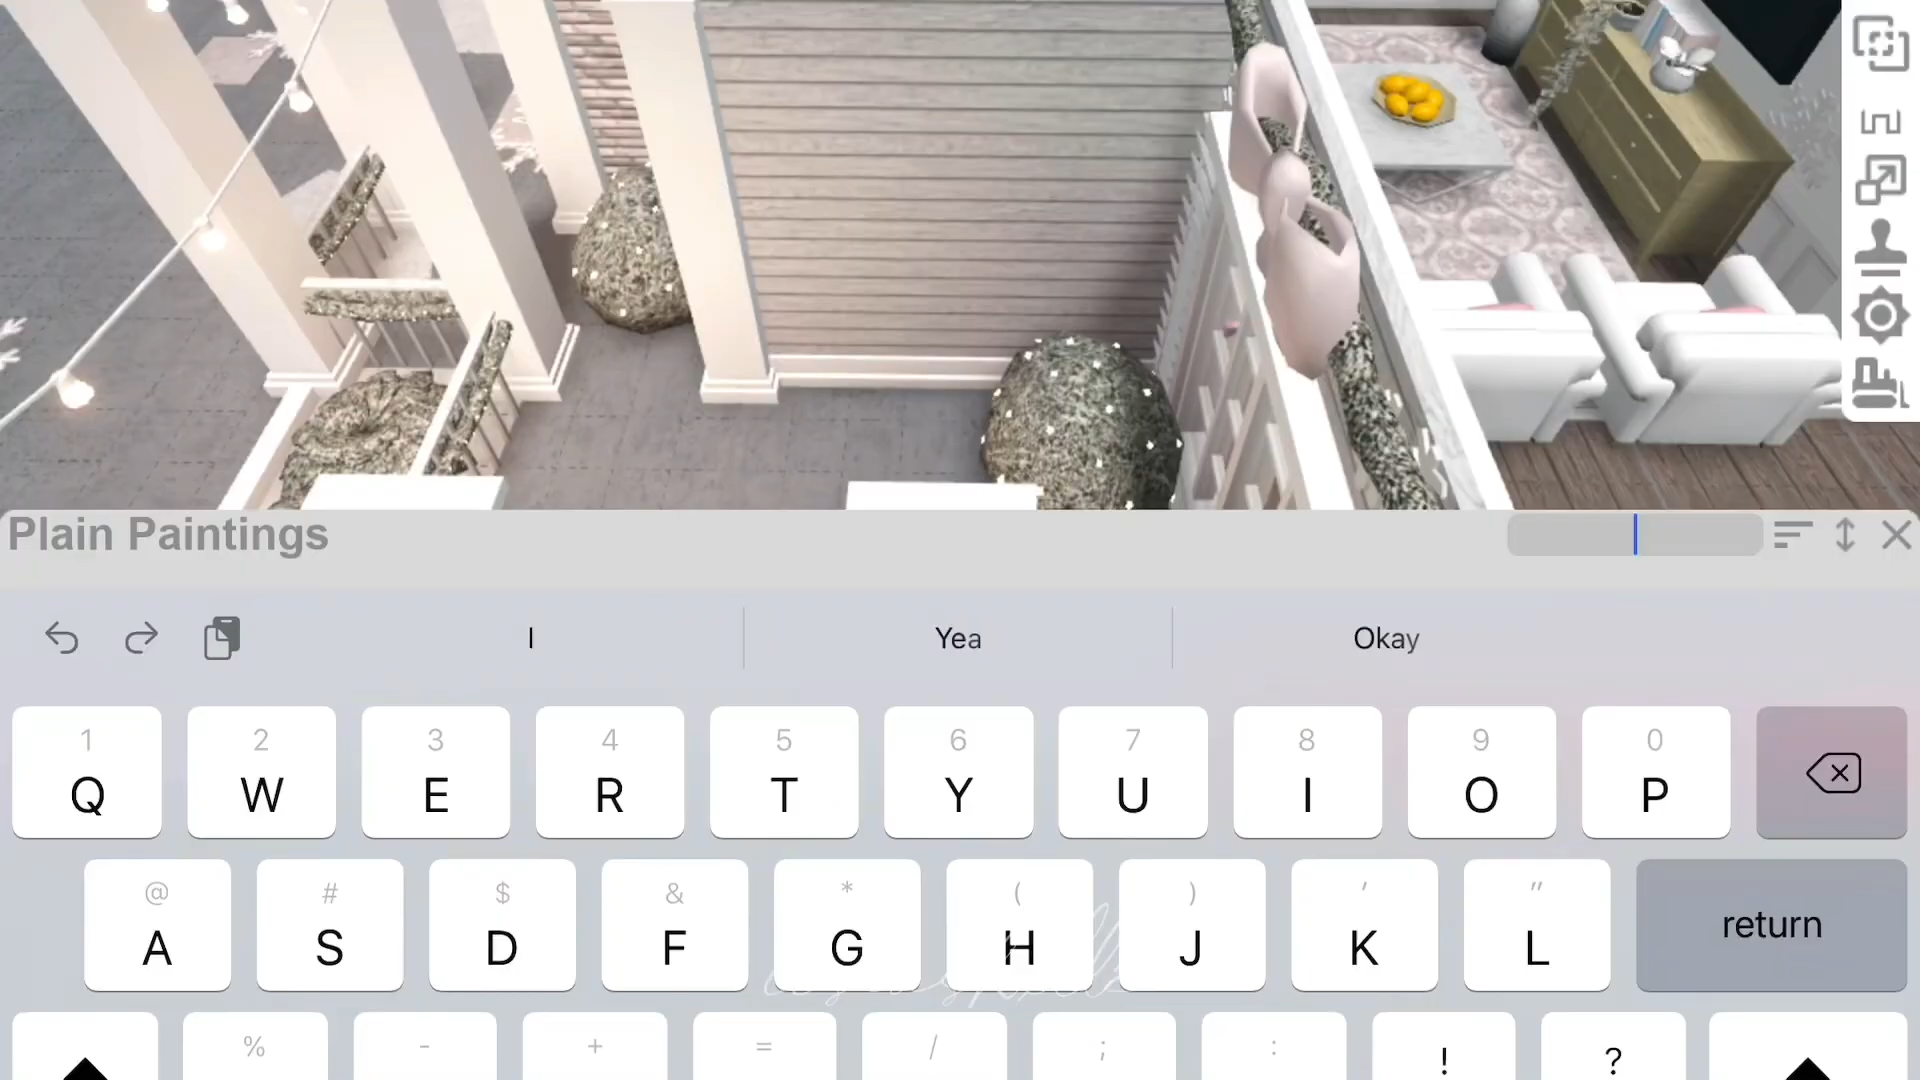 Plain Paintings
I Yea Okay
1 2 3 4 5 6 7 8 9 0
Q W E R T Y U I O P
@ # $ & * ( ) ' "
A S D F G H J K L return
% - + = / ; : ! ?